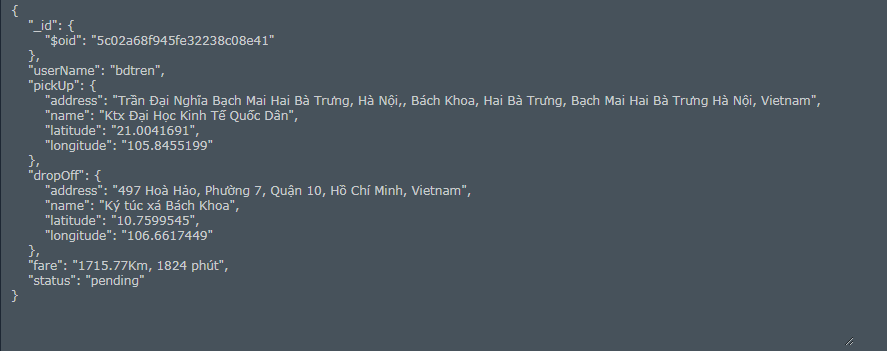 {
"_id": {
"$oid": "5c02a68f945fe32238c08e41"
},
"userName": "bdtren",
"pickUp": {
"address": "Trần Đại Nghĩa Bạch Mai Hai Bà Trưng, Hà Nội,, Bách Khoa, Hai Bà Trưng, Bạch Mai Hai Bà Trưng Hà Nội, Vietnam",
"name": "Ktx Đại Học Kinh Tế Quốc Dân",
"latitude": "21.0041691",
"longitude": "105.8455199"
},
"dropOff": {
"address": "497 Hoà Hảo, Phường 7, Quận 10, Hồ Chí Minh, Vietnam",
"name": "Ký túc xá Bách Khoa",
"latitude": "10.7599545",
"longitude": "106.6617449"
},
"fare": "1715.77Km, 1824 phút",
"status": "pending"
}